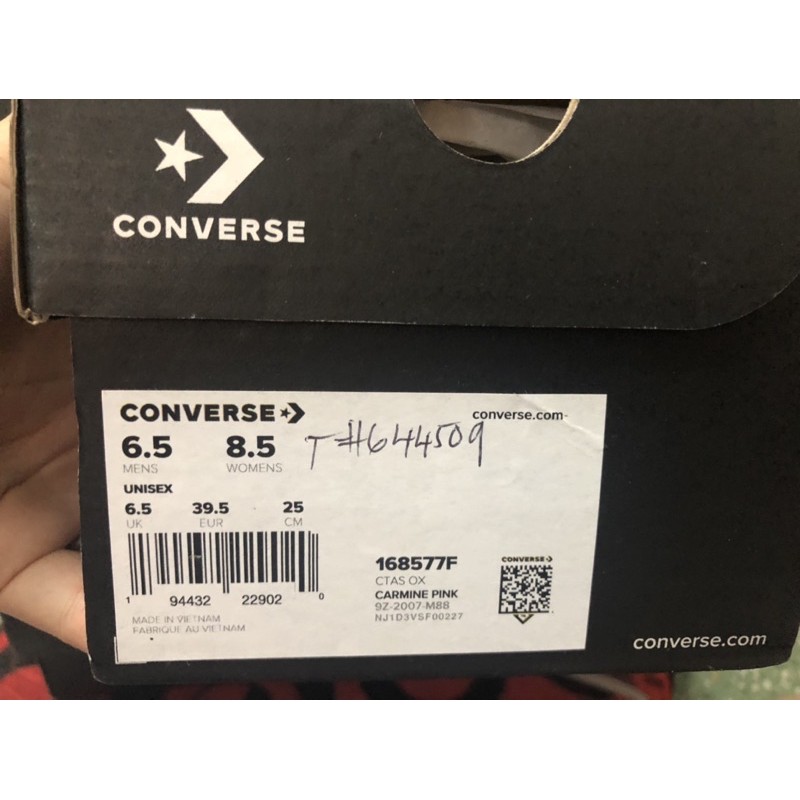 CONVERSE
CONVERSE converse.com
6.5 8.5 T#644509
MENS WOMENS
UNISEX
6.5 39.5 25
UK EUR CM
1 94432 22902 0
MADE IN VIETNAM
FABRIQUE AU VIETNAM
168577F
CTAS OX
CARMINE PINK
9Z-2007-M88
NJ1D3VSF00227
CONVERSE
converse.com